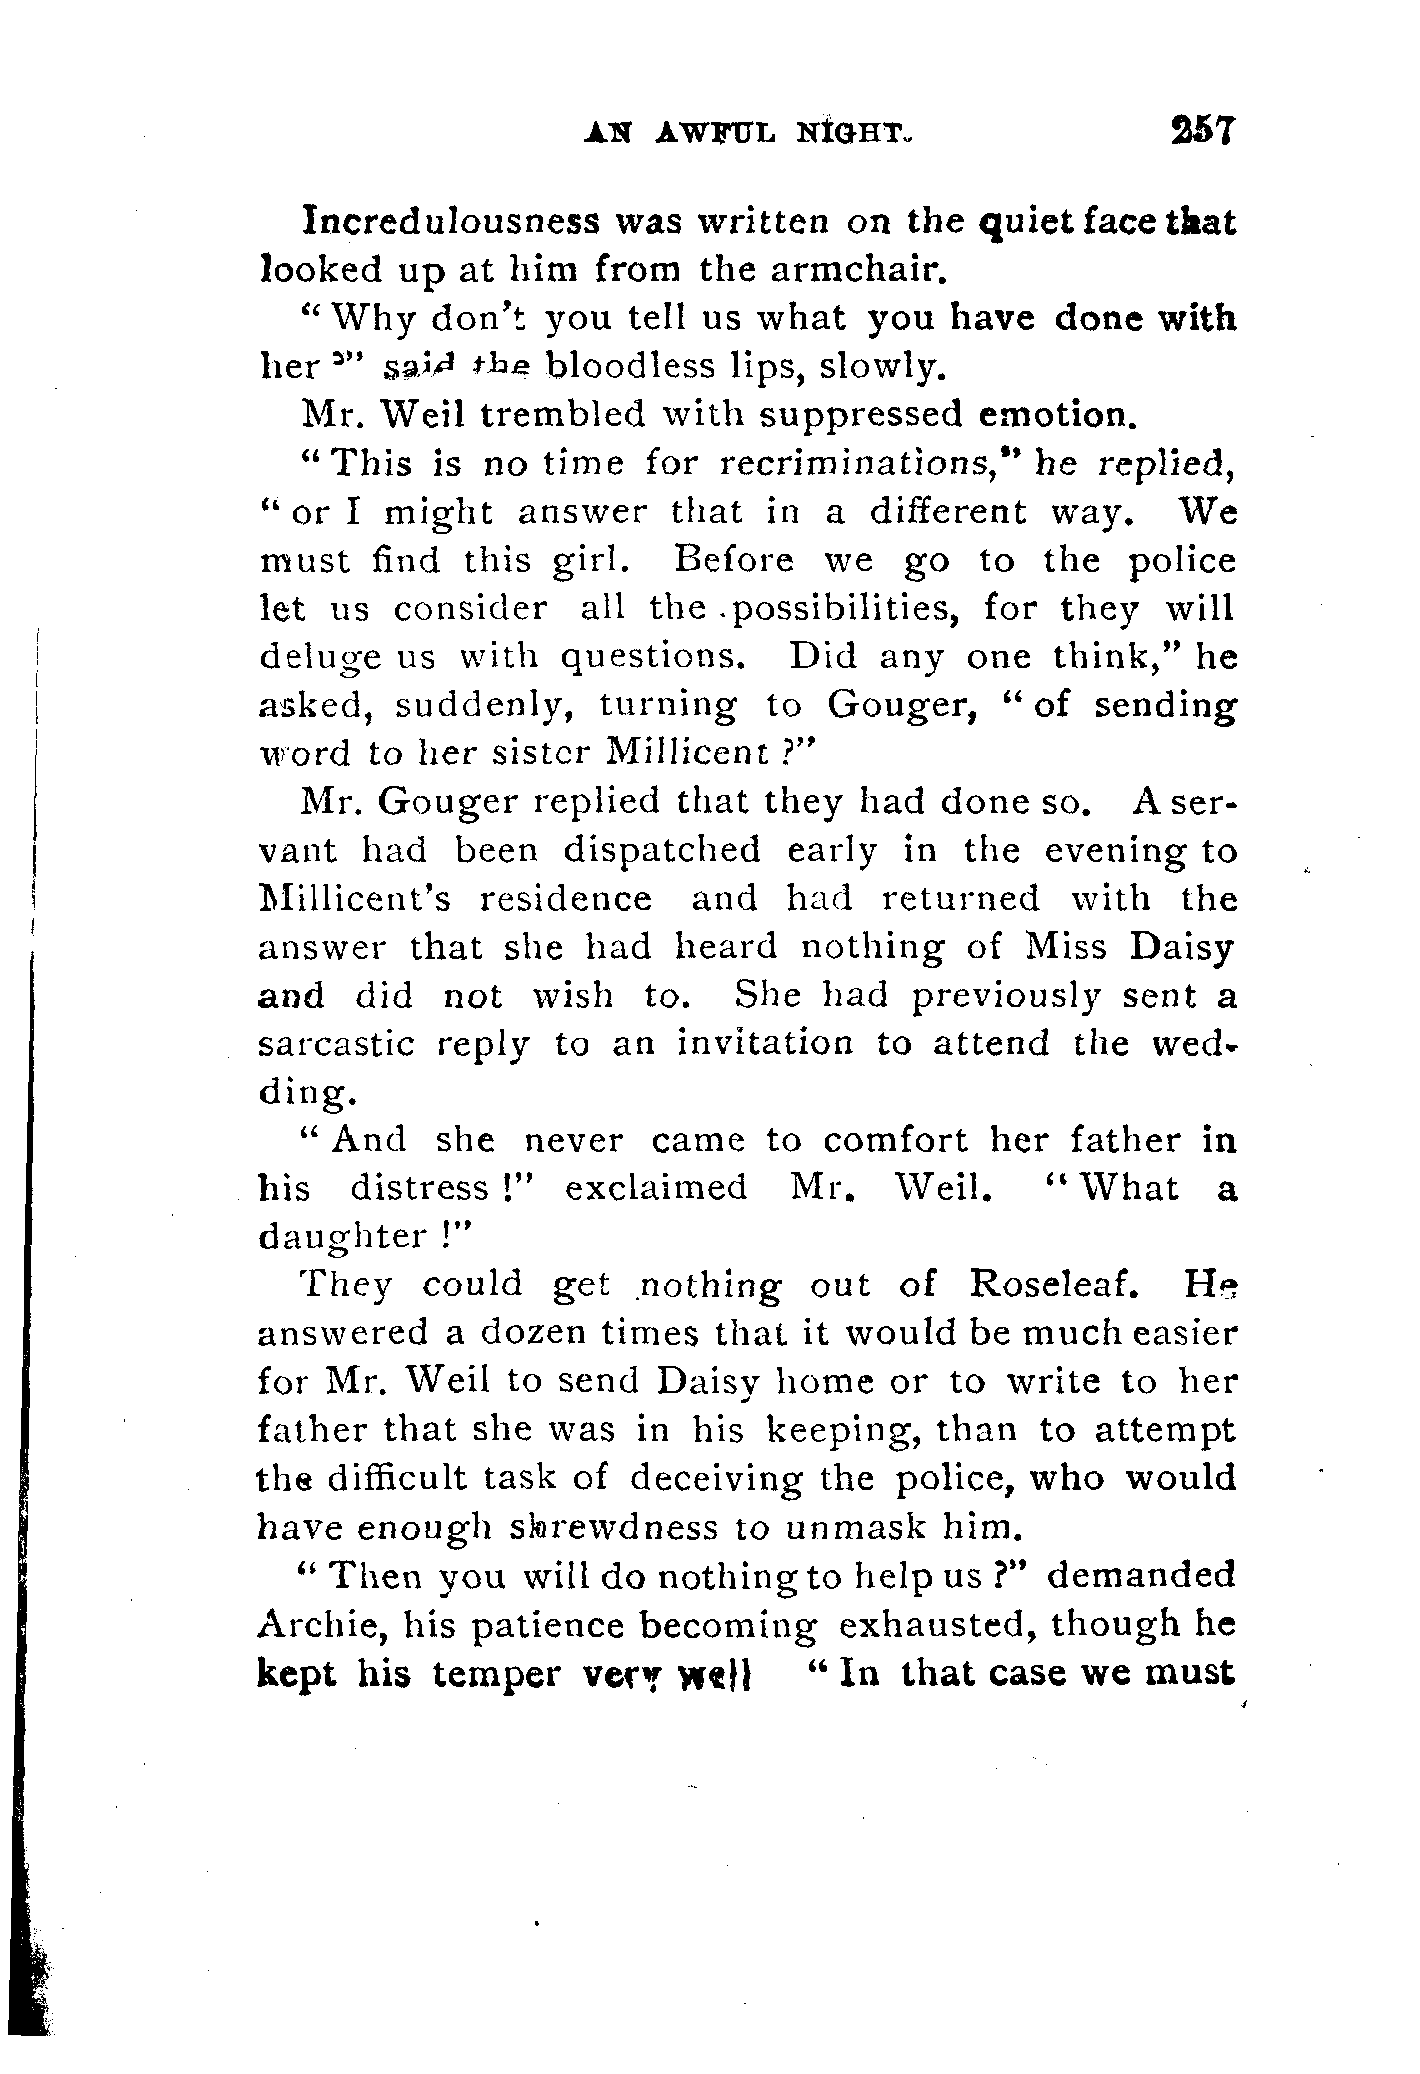 AN AWFUL NIGHT. 257
Incredulousness was written on the quiet face that
looked up at him from the armchair.
“ Why don’t you tell us what you have done with
her ?” said the bloodless lips, slowly.
Mr. Weil trembled with suppressed emotion.
“ This is no time for recriminations,” he replied,
“ or I might answer that in a different way. We
must find this girl. Before we go to the police
let us consider all the possibilities, for they will
deluge us with questions. Did any one think,” he
asked, suddenly, turning to Gouger, “ of sending
word to her sister Millicent ?”
Mr. Gouger replied that they had done so. A ser-
vant had been dispatched early in the evening to
Millicent’s residence and had returned with the
answer that she had heard nothing of Miss Daisy
and did not wish to. She had previously sent a
sarcastic reply to an invitation to attend the wed-
ding.
“ And she never came to comfort her father in
his distress !” exclaimed Mr. Weil. “ What a
daughter !”
They could get nothing out of Roseleaf. He
answered a dozen times that it would be much easier
for Mr. Weil to send Daisy home or to write to her
father that she was in his keeping, than to attempt
the difficult task of deceiving the police, who would
have enough shrewdness to unmask him.
“ Then you will do nothing to help us ?” demanded
Archie, his patience becoming exhausted, though he
kept his temper very well “ In that case we must